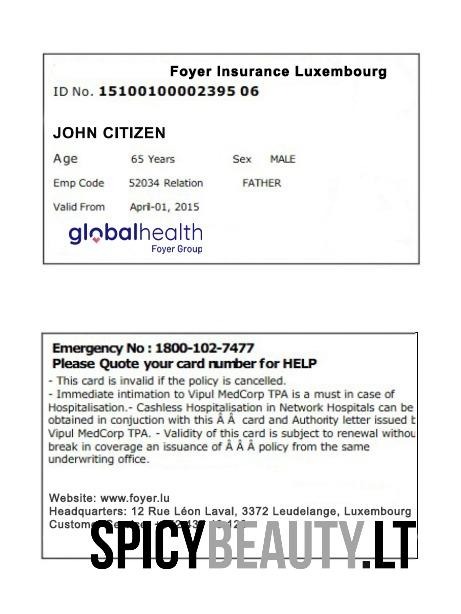 Foyer Insurance Luxembourg
ID No. 15100100002395 06
JOHN CITIZEN
Age 65 Years Sex MALE
Emp Code 52034 Relation FATHER
Valid From April-01, 2015
globalhealth
Foyer Group
Emergency No : 1800-102-7477
Please Quote your card number for HELP
- This card is invalid if the policy is cancelled.
- Immediate intimation to Vipul MedCorp TPA is a must in case of
Hospitalisation.- Cashless Hospitalisation in Network Hospitals can be
obtained in conjuction with this Â Â card and Authority letter issued
Vipul MedCorp TPA. - Validity of this card is subject to renewal withou
break in coverage an issuance of Â Â Â policy from the same
underwriting office.
Website: www.foyer.lu
Headquarters: 12 Rue Léon Laval, 3372 Leudelange, Luxembourg
SPICYBEAUTY.LT